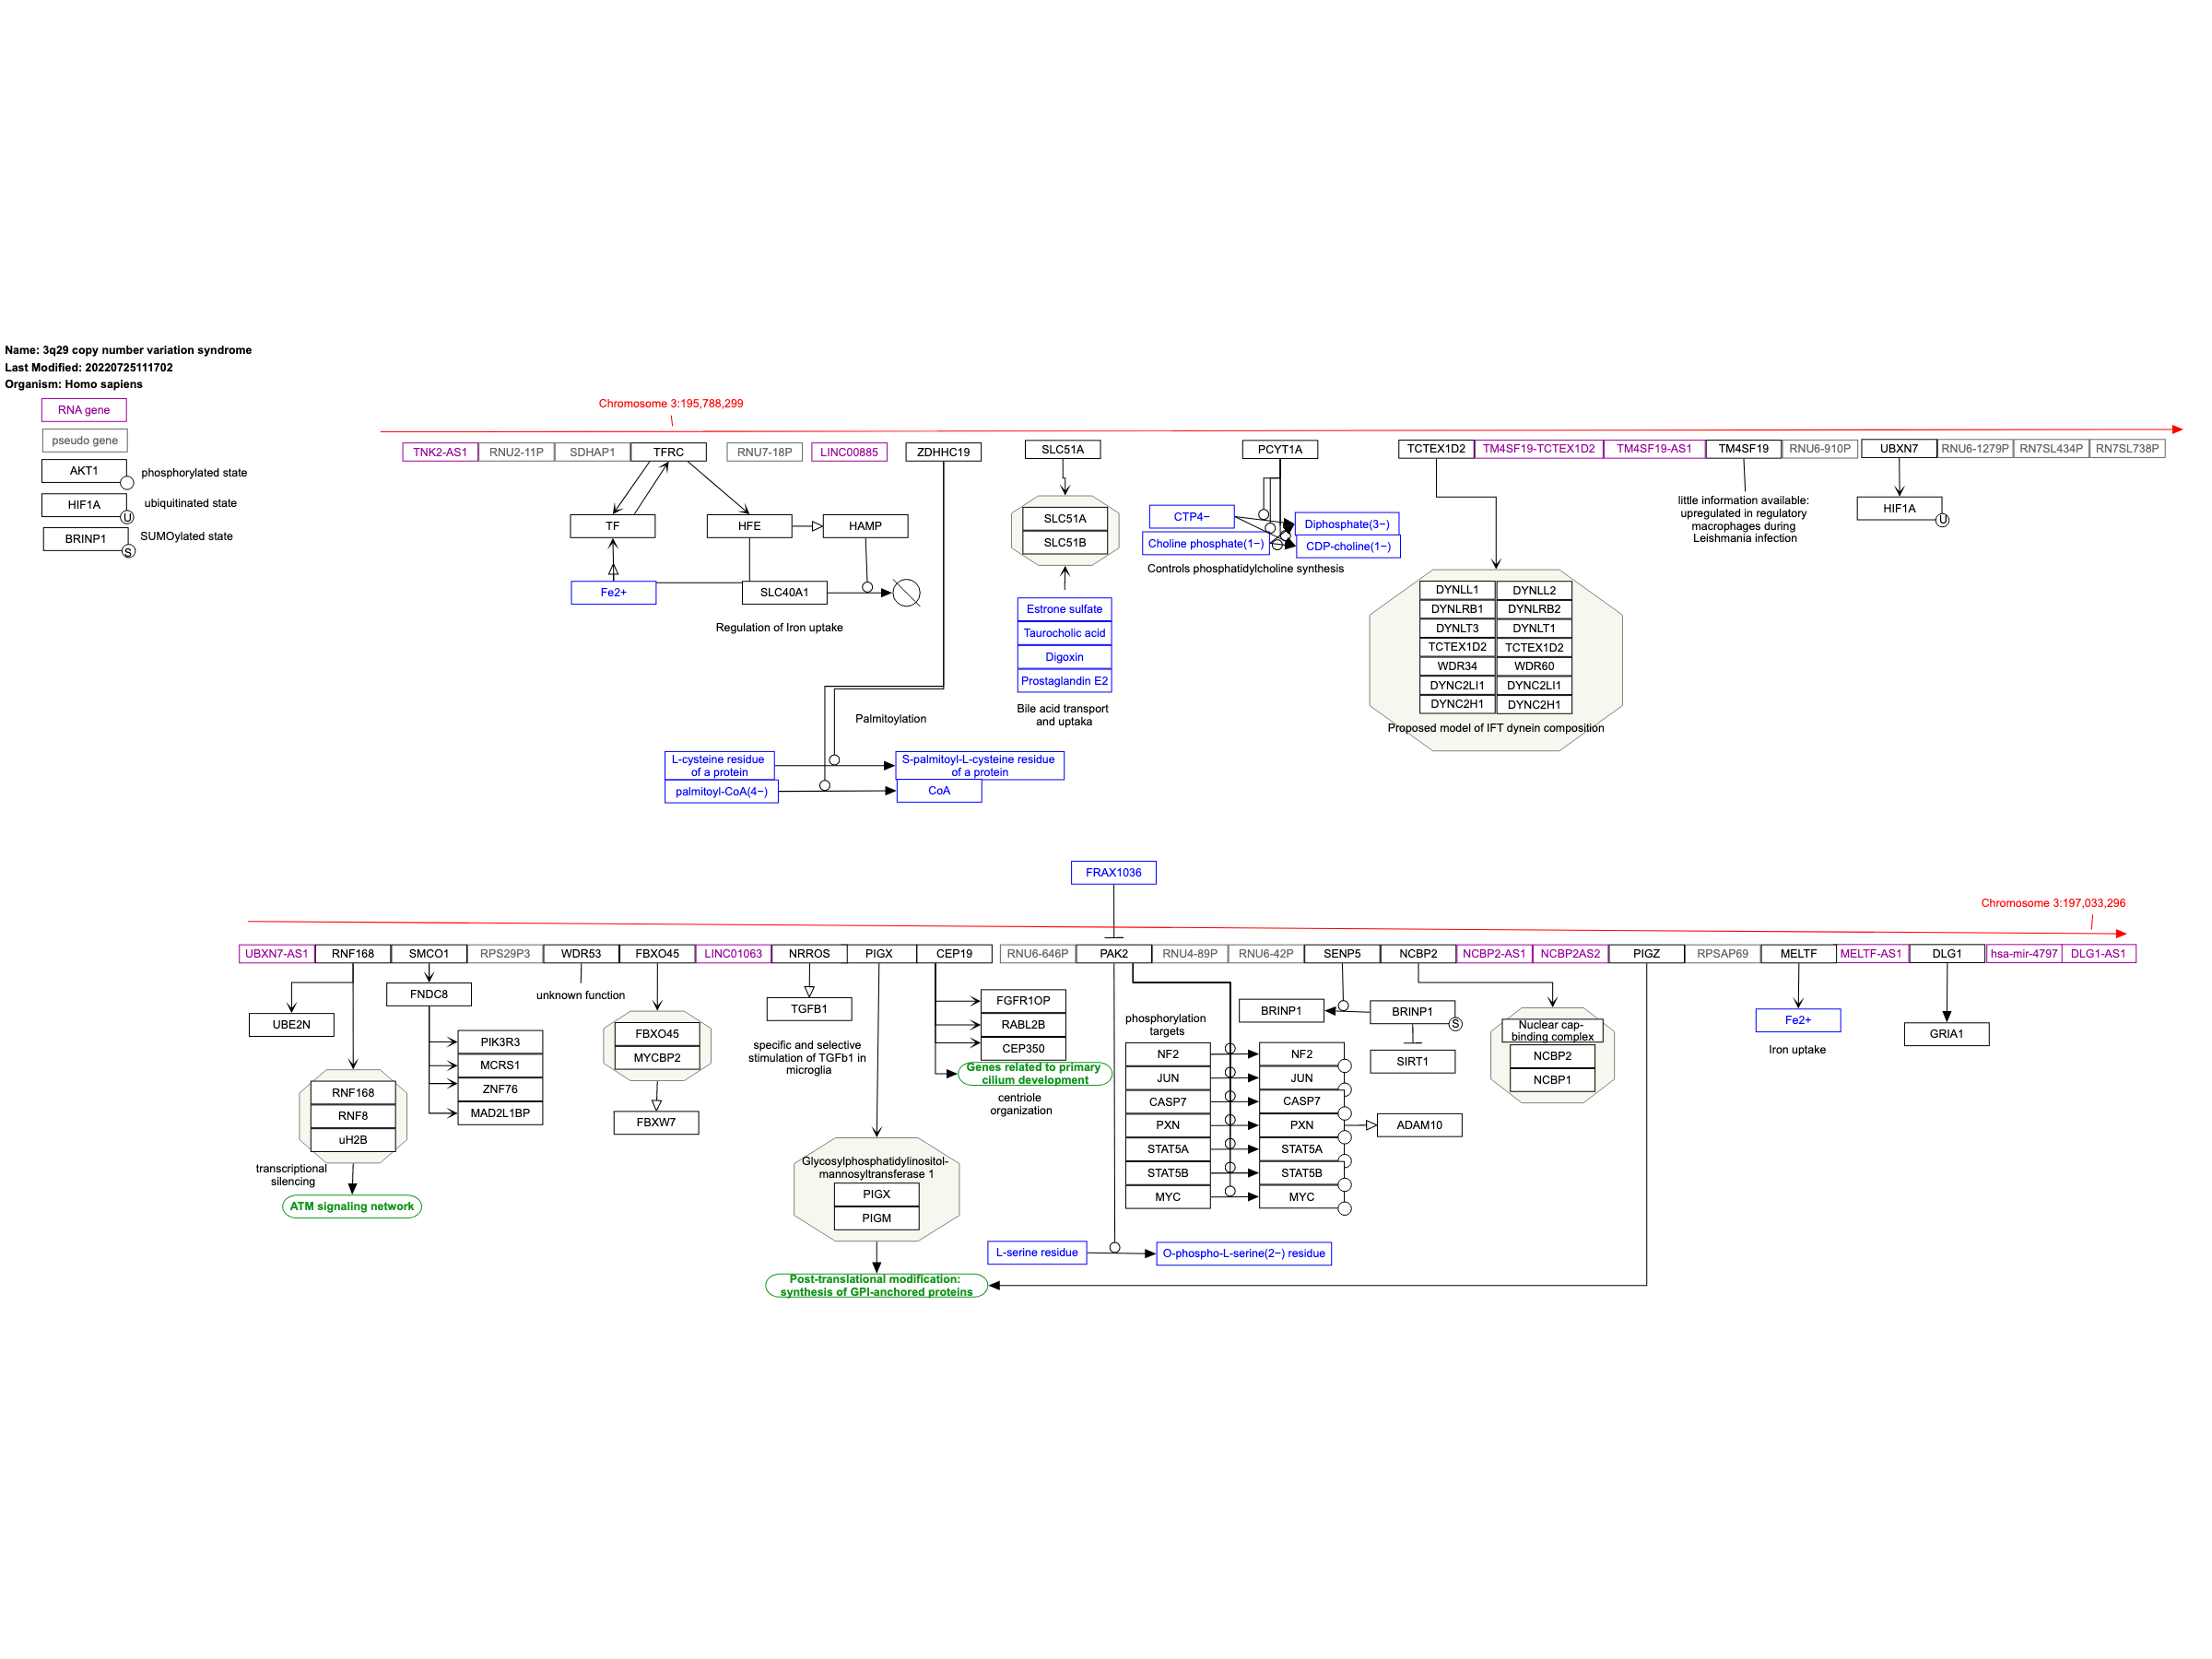 Name: 3q29 copy number variation syndrome
Last Modified: 20220725111702
Organism: Homo sapiens
RNA gene
pseudo gene
AKT1
phosphorylated state
HIF1A
U
ubiquitinated state
BRINP1
S
SUMOylated state
Chromosome 3:195,788,299
TNK2-AS1
RNU2-11P
SDHAP1
TFRC
RNU7-18P
LINC00885
ZDHHC19
SLC51A
PCYT1A
TCTEX1D2
TM4SF19-TCTEX1D2
TM4SF19-AS1
TM4SF19
RNU6-910P
UBXN7
RNU6-1279P
RN7SL434P
RN7SL738P
TF
HFE
HAMP
Fe2+
SLC40A1
Regulation of Iron uptake
SLC51A
SLC51B
Estrone sulfate
Taurocholic acid
Digoxin
Prostaglandin E2
Bile acid transport
and uptaka
CTP4−
Choline phosphate(1−)
Diphosphate(3−)
CDP-choline(1−)
Controls phosphatidylcholine synthesis
little information available:
upregulated in regulatory
macrophages during
Leishmania infection
HIF1A
U
DYNLL1
DYNLL2
DYNLRB1
DYNLRB2
DYNLT3
DYNLT1
TCTEX1D2
TCTEX1D2
WDR34
WDR60
DYNC2LI1
DYNC2LI1
DYNC2H1
DYNC2H1
Proposed model of IFT dynein composition
Palmitoylation
L-cysteine residue
of a protein
S-palmitoyl-L-cysteine residue
of a protein
palmitoyl-CoA(4−)
CoA
FRAX1036
Chromosome 3:197,033,296
UBXN7-AS1
RNF168
SMCO1
RPS29P3
WDR53
FBXO45
LINC01063
NRROS
PIGX
CEP19
RNU6-646P
PAK2
RNU4-89P
RNU6-42P
SENP5
NCBP2
NCBP2-AS1
NCBP2AS2
PIGZ
RPSAP69
MELTF
MELTF-AS1
DLG1
hsa-mir-4797
DLG1-AS1
UBE2N
FNDC8
PIK3R3
MCRS1
ZNF76
MAD2L1BP
RNF168
RNF8
uH2B
transcriptional
silencing
ATM signaling network
unknown function
FBXO45
MYCBP2
FBXW7
TGFB1
specific and selective
stimulation of TGFb1 in
microglia
FGFR1OP
RABL2B
CEP350
Genes related to primary
cilium development
centriole
organization
Glycosylphosphatidylinositol-
mannosyltransferase 1
PIGX
PIGM
Post-translational modification:
synthesis of GPI-anchored proteins
phosphorylation
targets
NF2
NF2
JUN
JUN
CASP7
CASP7
PXN
PXN
ADAM10
STAT5A
STAT5A
STAT5B
STAT5B
MYC
MYC
L-serine residue
O-phospho-L-serine(2−) residue
BRINP1
BRINP1
S
SIRT1
Nuclear cap-
binding complex
NCBP2
NCBP1
Fe2+
Iron uptake
GRIA1